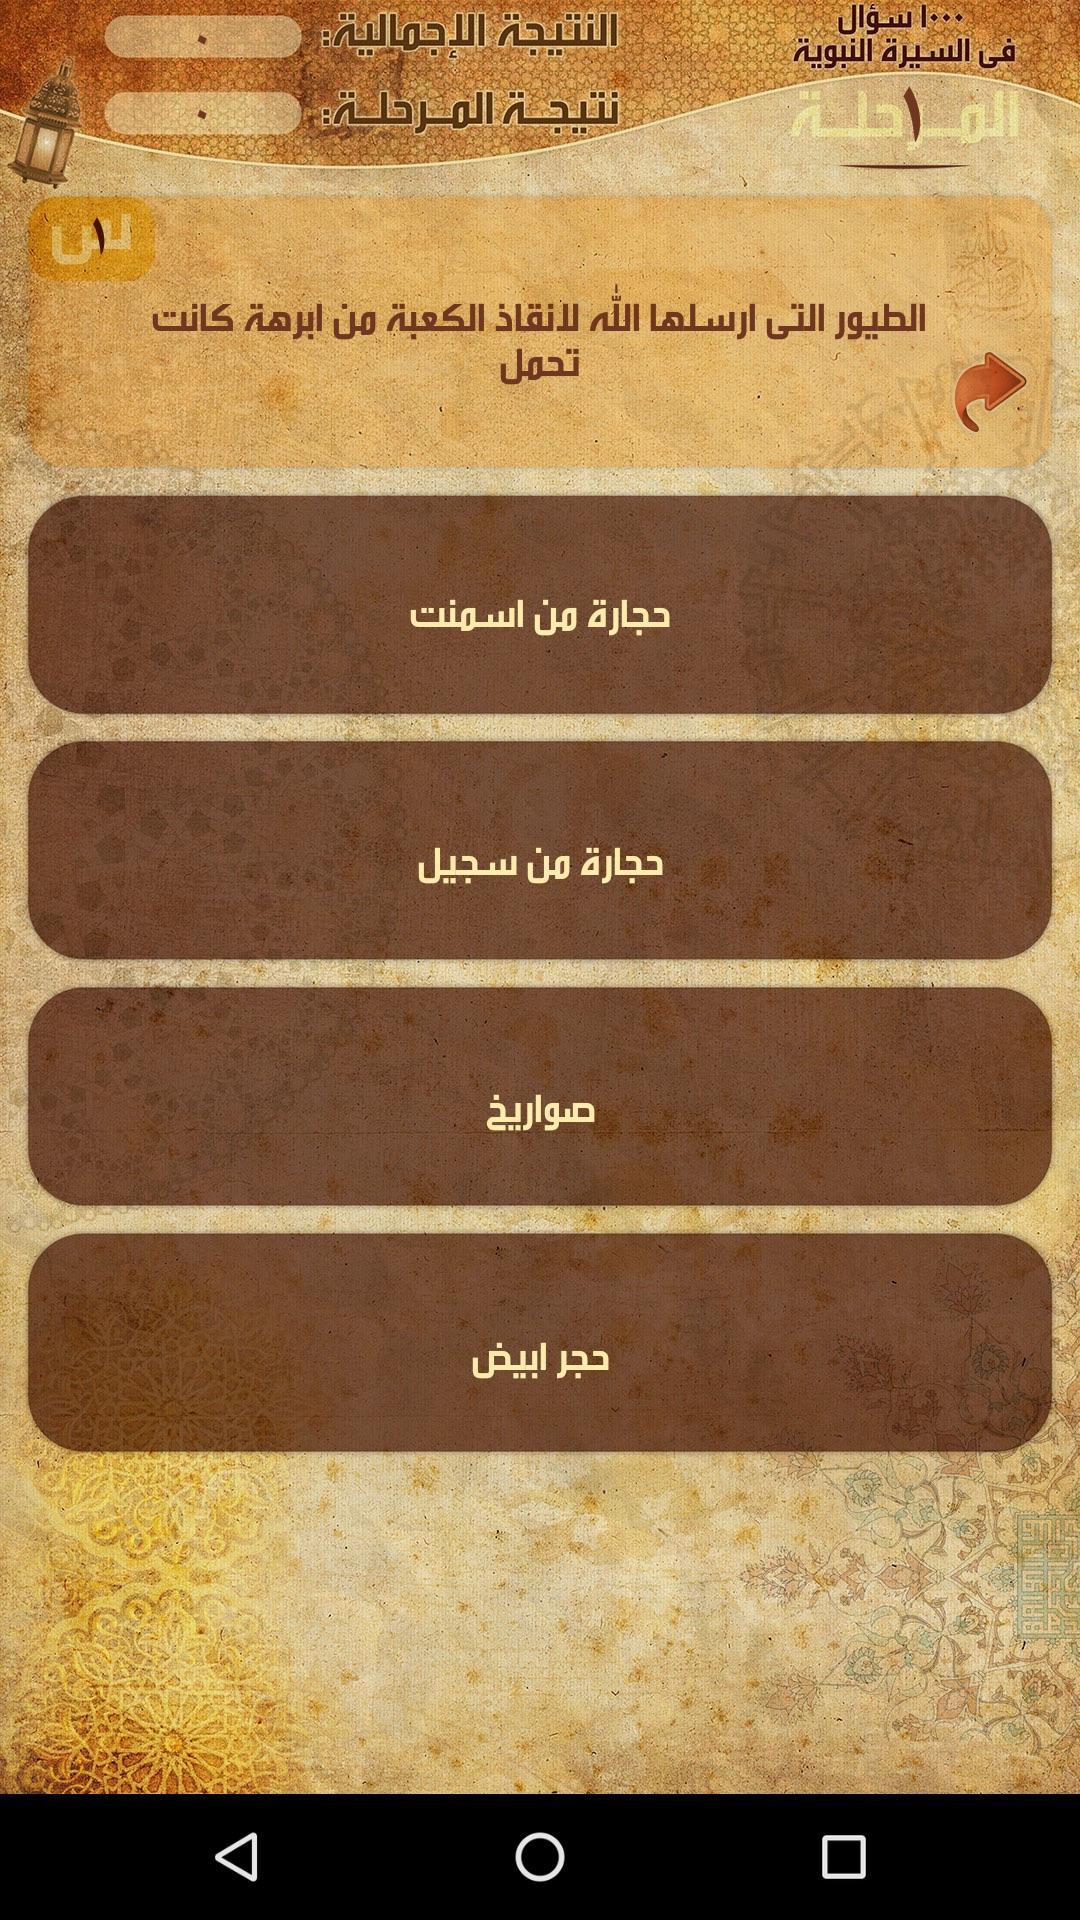 ١٠٠٠ سؤال
فى السيرة النبوية
المرحلة
١
النتيجة الإجمالية:
٠
نتيجة المرحلة:
٠
س
١
الطيور التى ارسلها الله لانقاذ الكعبة من ابرهة كانت
تحمل
حجارة من اسمنت
حجارة من سجيل
صواريخ
حجر ابيض